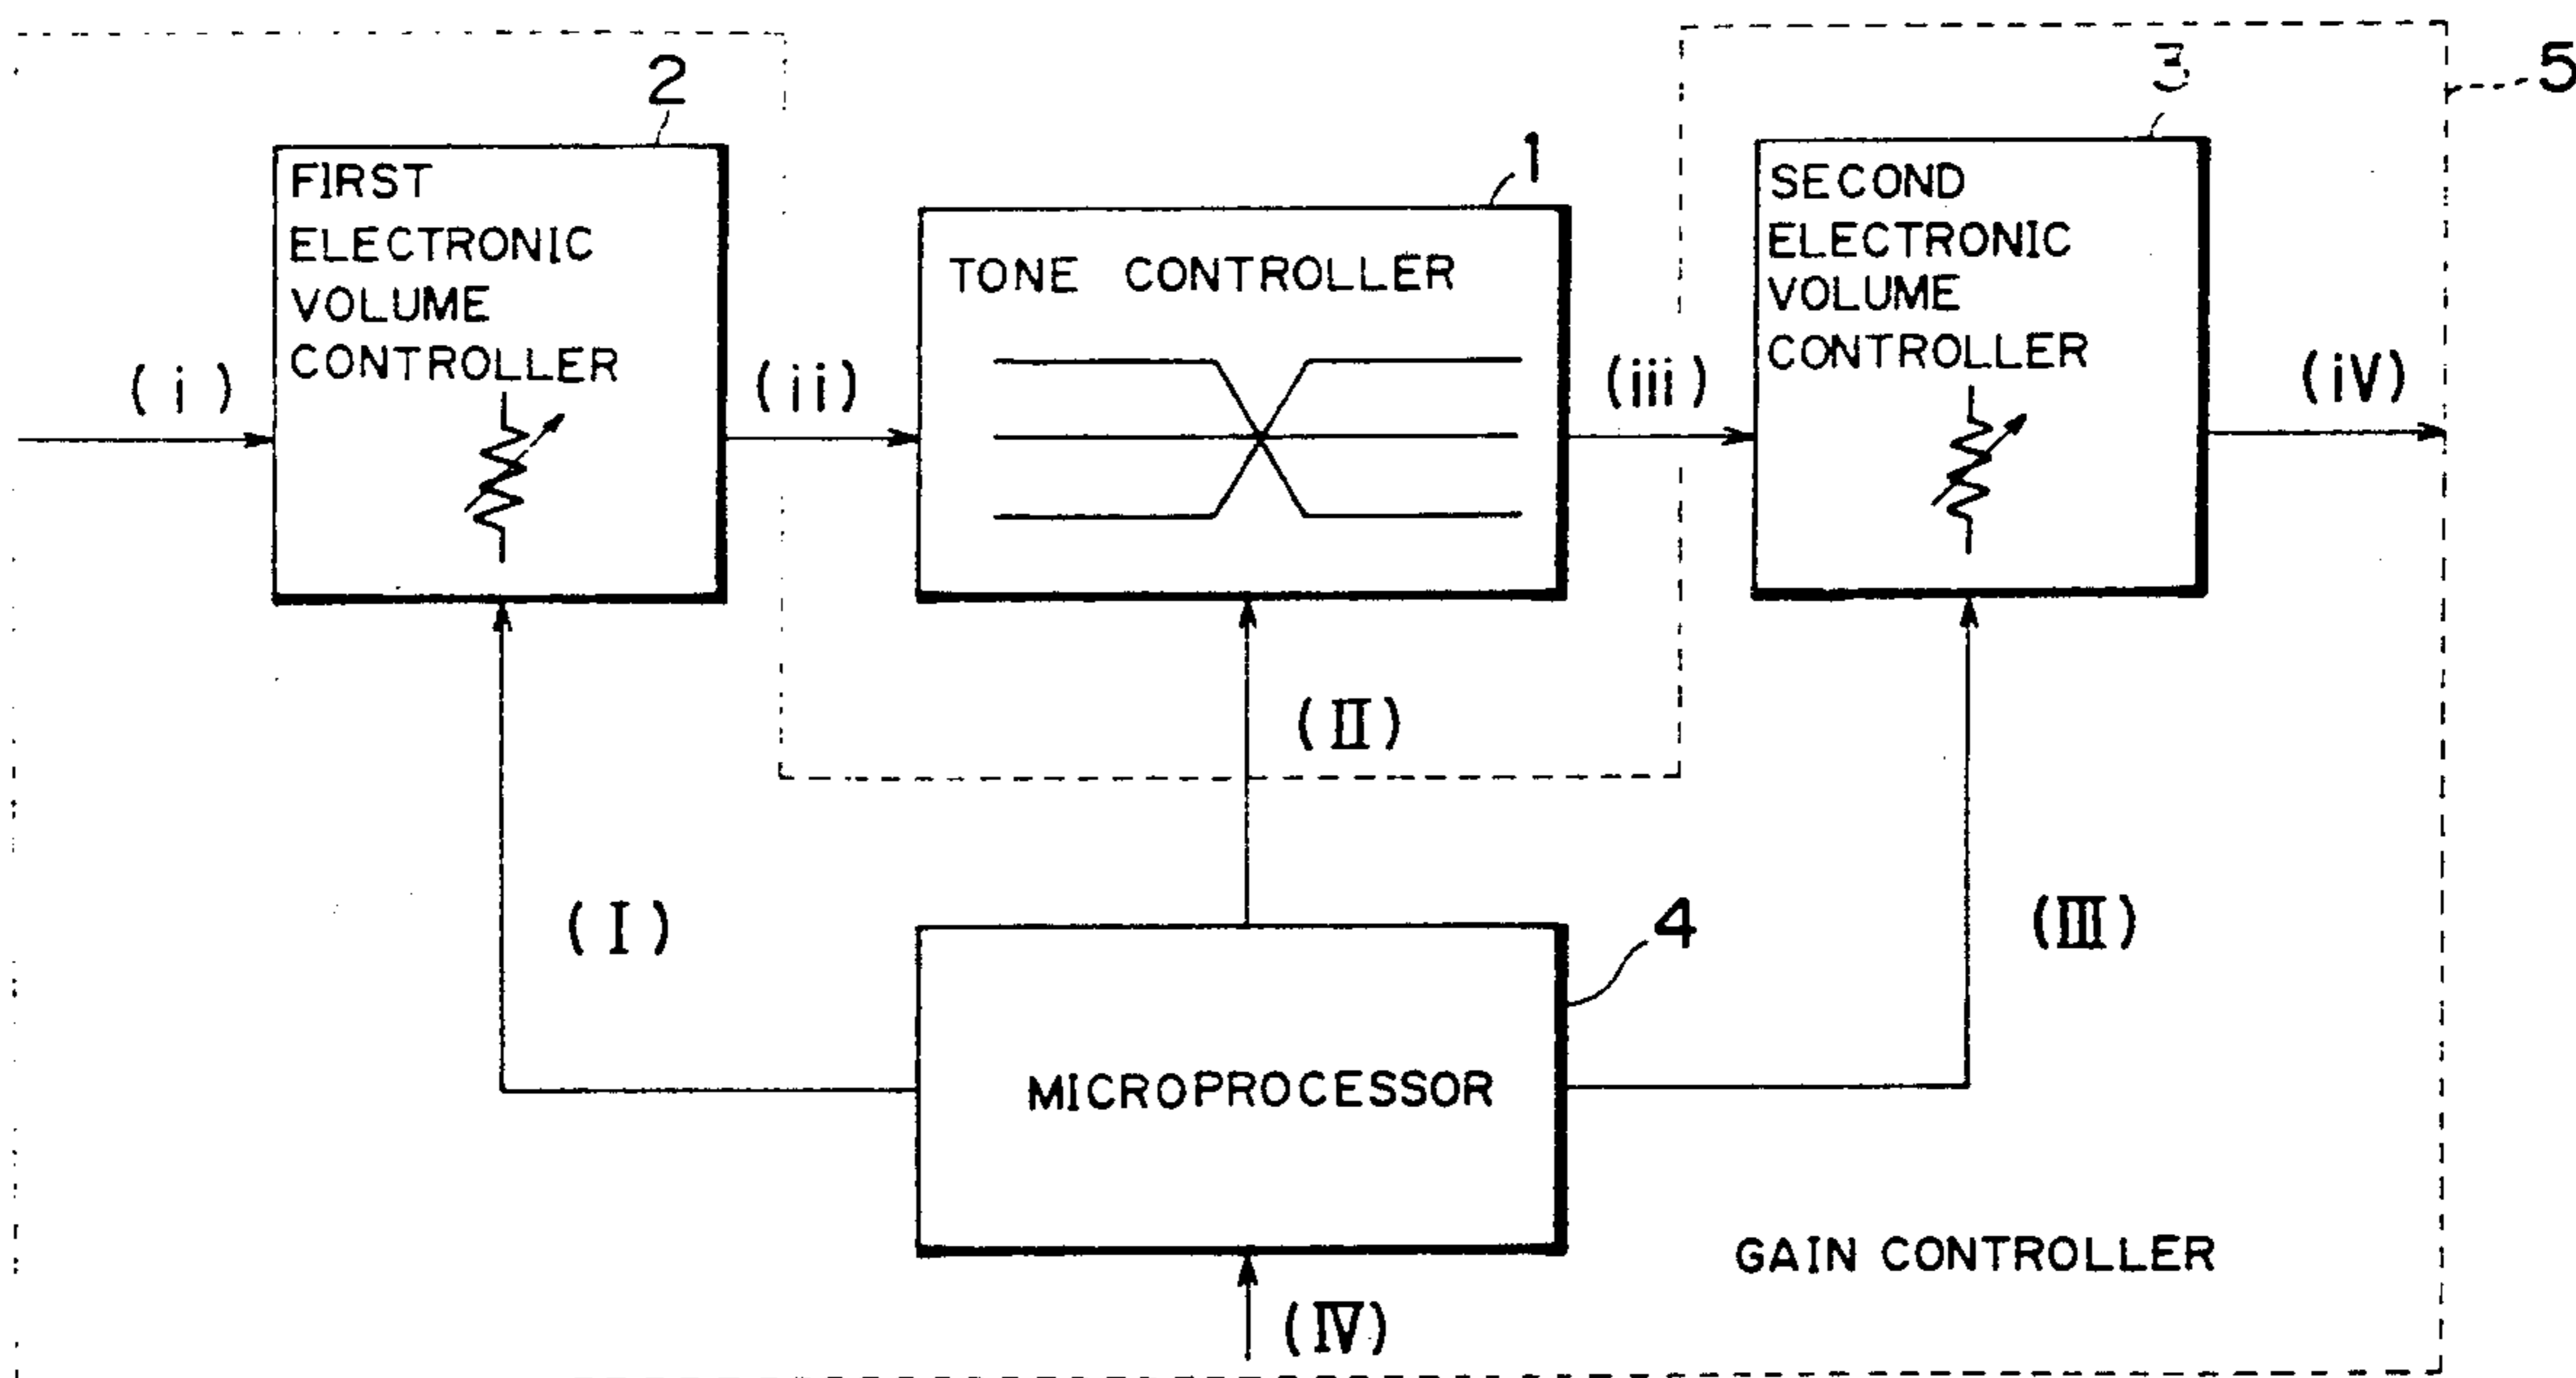 2
3
5
1
FIRST
ELECTRONIC
VOLUME
CONTROLLER
TONE CONTROLLER
SECOND
ELECTRONIC
VOLUME
CONTROLLER
(i)
(ii)
(iii)
(iV)
(II)
(I)
4
(III)
MICROPROCESSOR
GAIN CONTROLLER
(IV)